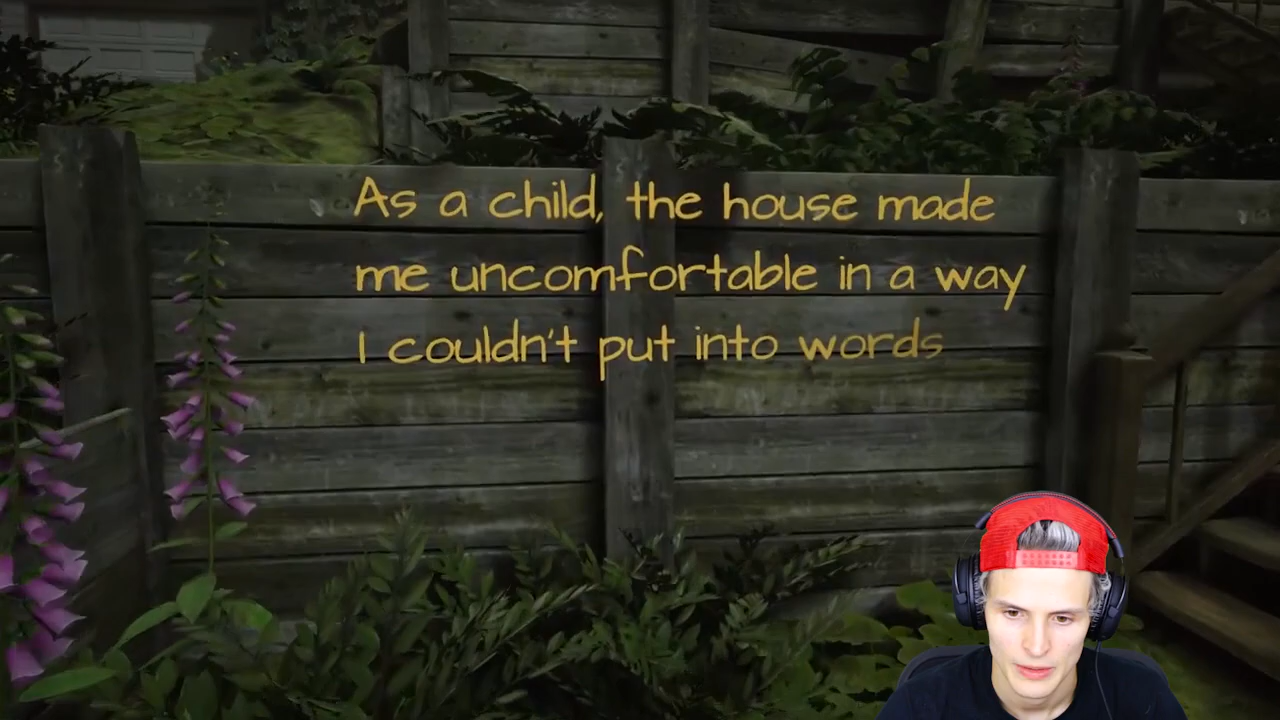 As a child, the house made
me uncomfortable in a way
I couldn't put into words